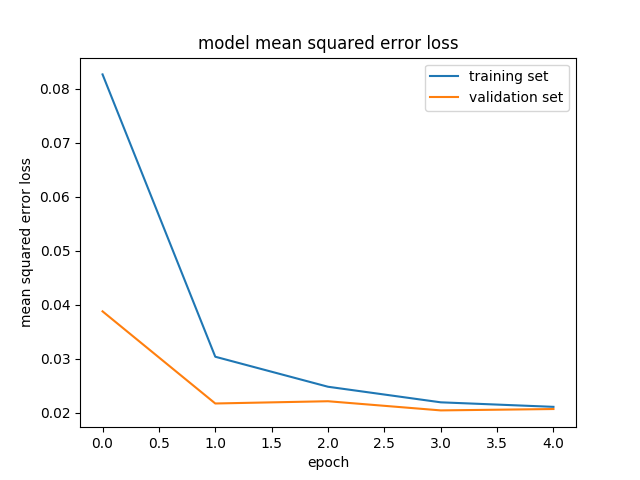 model mean squared error loss
training set
validation set
mean squared error loss
0.08
0.07
0.06
0.05
0.04
0.03
0.02
0.0 0.5 1.0 1.5 2.0 2.5 3.0 3.5 4.0
epoch